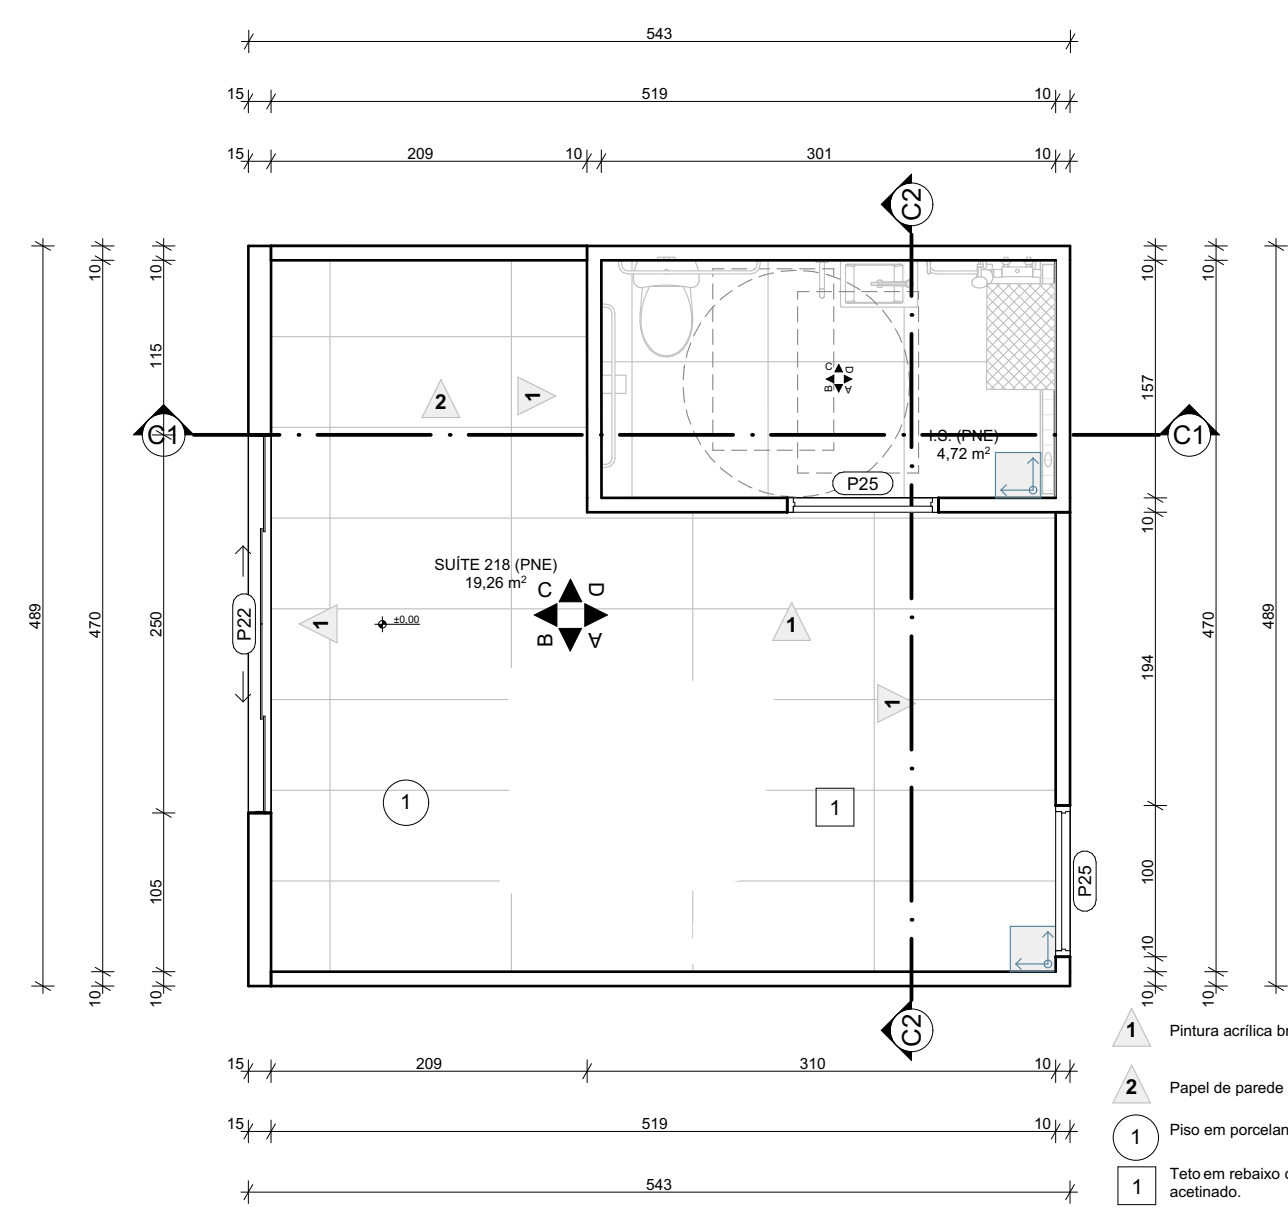 543
15 519 10
15 209 10 301 10
C2
489
470
10
10
115
250
105
10
10
C1
C1
10
157
10
194
100
10
10
10
470
10
489
C
D
B
A
I.S. (PNE)
4,72 m²
P25
2
1
SUÍTE 218 (PNE)
19,26 m²
C
D
B
A
P22
1
±0,00
1
1
1
1
P25
C2
1 Pintura acrílica
2 Papel de parede
1 Piso em
1 Teto em rebaixo
acetinado.
15 209 310 10
15 519 10
543